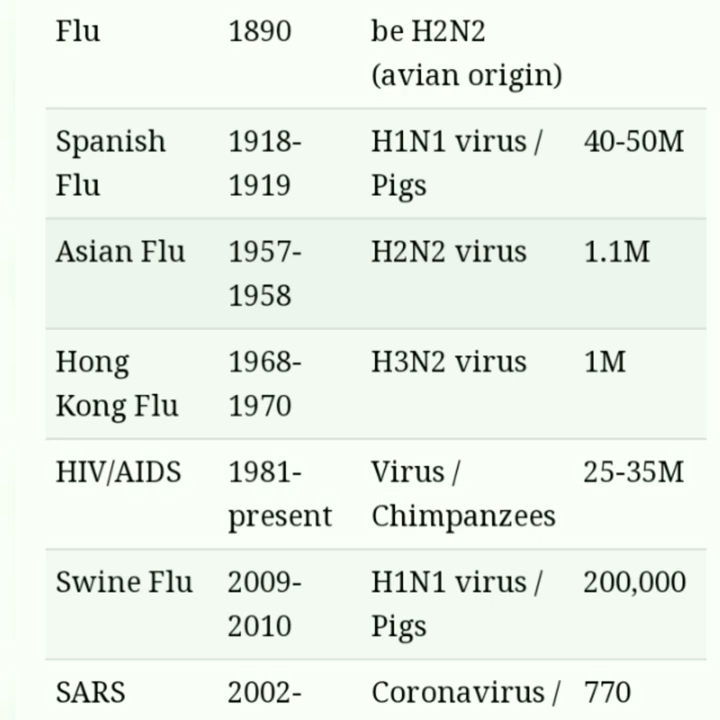 Flu 1890 be H2N2
(avian origin)
Spanish 1918- H1N1 virus / 40-50M
Flu 1919 Pigs
Asian Flu 1957- H2N2 virus 1.1M
1958
Hong 1968- H3N2 virus 1M
Kong Flu 1970
HIV/AIDS 1981- Virus / 25-35M
present Chimpanzees
Swine Flu 2009- H1N1 virus / 200,000
2010 Pigs
SARS 2002- Coronavirus / 770